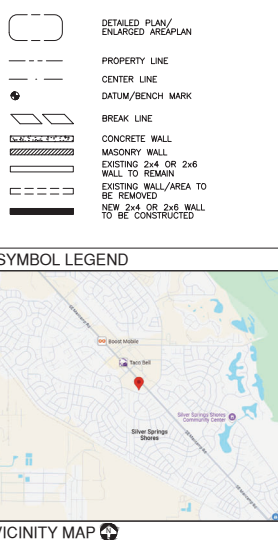 DETAILED PLAN/
ENLARGED AREAPLAN
PROPERTY LINE
CENTER LINE
DATUM/BENCH MARK
BREAK LINE
CONCRETE WALL
MASONRY WALL
EXISTING 2x4 OR 2x6
WALL TO REMAIN
EXISTING WALL/AREA TO
BE REMOVED
NEW 2x4 OR 2x6 WALL
TO BE CONSTRUCTED
SYMBOL LEGEND
Boost Mobile
Taco Bell
Silver Springs
Community Center
Silver Springs
Shores
VICINITY MAP N